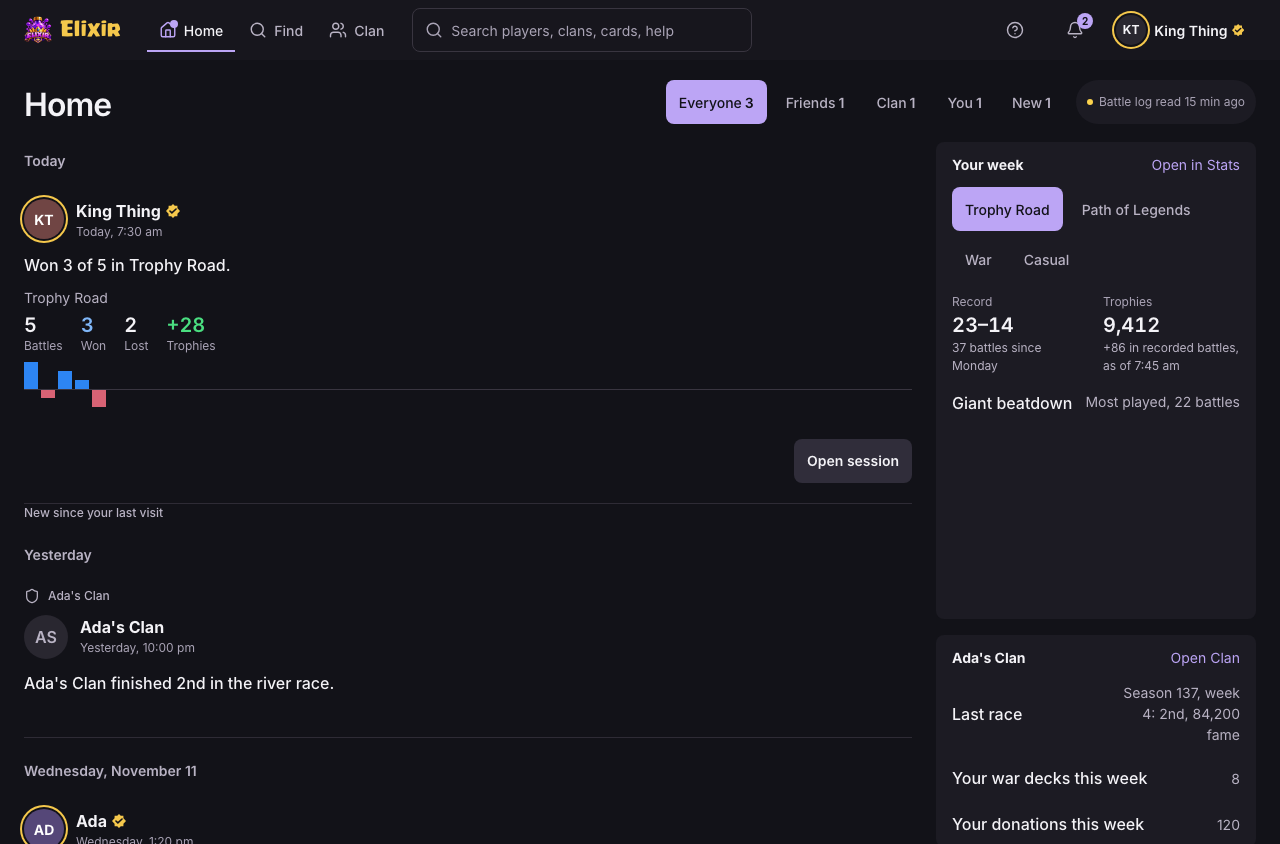 Elixir
Home
Find
Clan
Search players, clans, cards, help
2
KT
King Thing
Home
Everyone 3
Friends 1
Clan 1
You 1
New 1
Battle log read 15 min ago
Today
KT
King Thing
Today, 7:30 am
Won 3 of 5 in Trophy Road.
Trophy Road
5 3 2 +28
Battles Won Lost Trophies
Open session
New since your last visit
Yesterday
Ada's Clan
AS
Ada's Clan
Yesterday, 10:00 pm
Ada's Clan finished 2nd in the river race.
Wednesday, November 11
AD
Ada
Wednesday, 1:20 pm
Your week
Open in Stats
Trophy Road
Path of Legends
War
Casual
Record
23–14
37 battles since
Monday
Trophies
9,412
+86 in recorded battles,
as of 7:45 am
Giant beatdown
Most played, 22 battles
Ada's Clan
Open Clan
Last race
Season 137, week
4: 2nd, 84,200
fame
Your war decks this week
8
Your donations this week
120